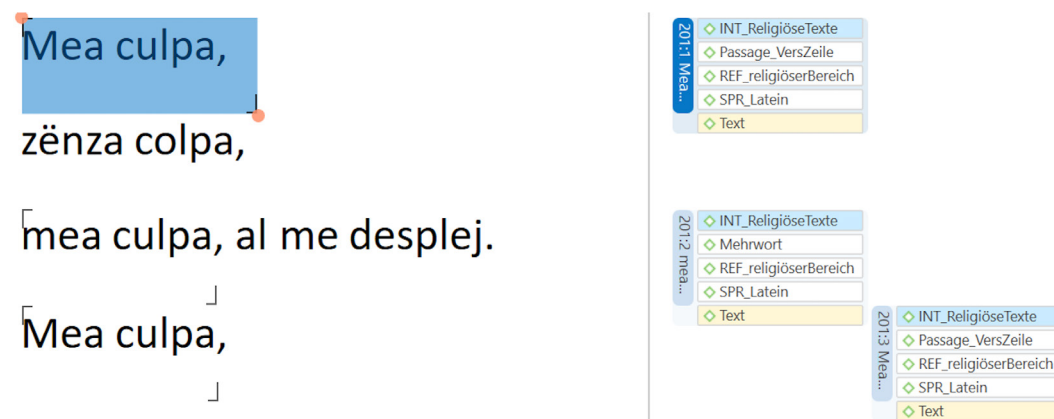 Mea culpa,
zënza colpa,
mea culpa, al me desplej.
Mea culpa,
201:1 Mea...
INT_ReligiöseTexte
Passage_VersZeile
REF_religiöserBereich
SPR_Latein
Text
201:2 mea...
INT_ReligiöseTexte
Mehrwort
REF_religiöserBereich
SPR_Latein
Text
201:3 Mea...
INT_ReligiöseTexte
Passage_VersZeile
REF_religiöserBereich
SPR_Latein
Text